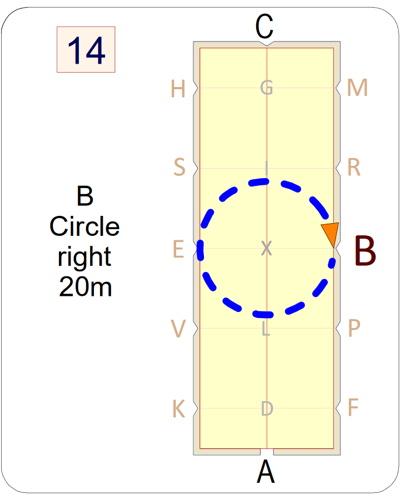 14
C
H G M
S I R
B
Circle
right
20m
E X B
V L P
K D F
A